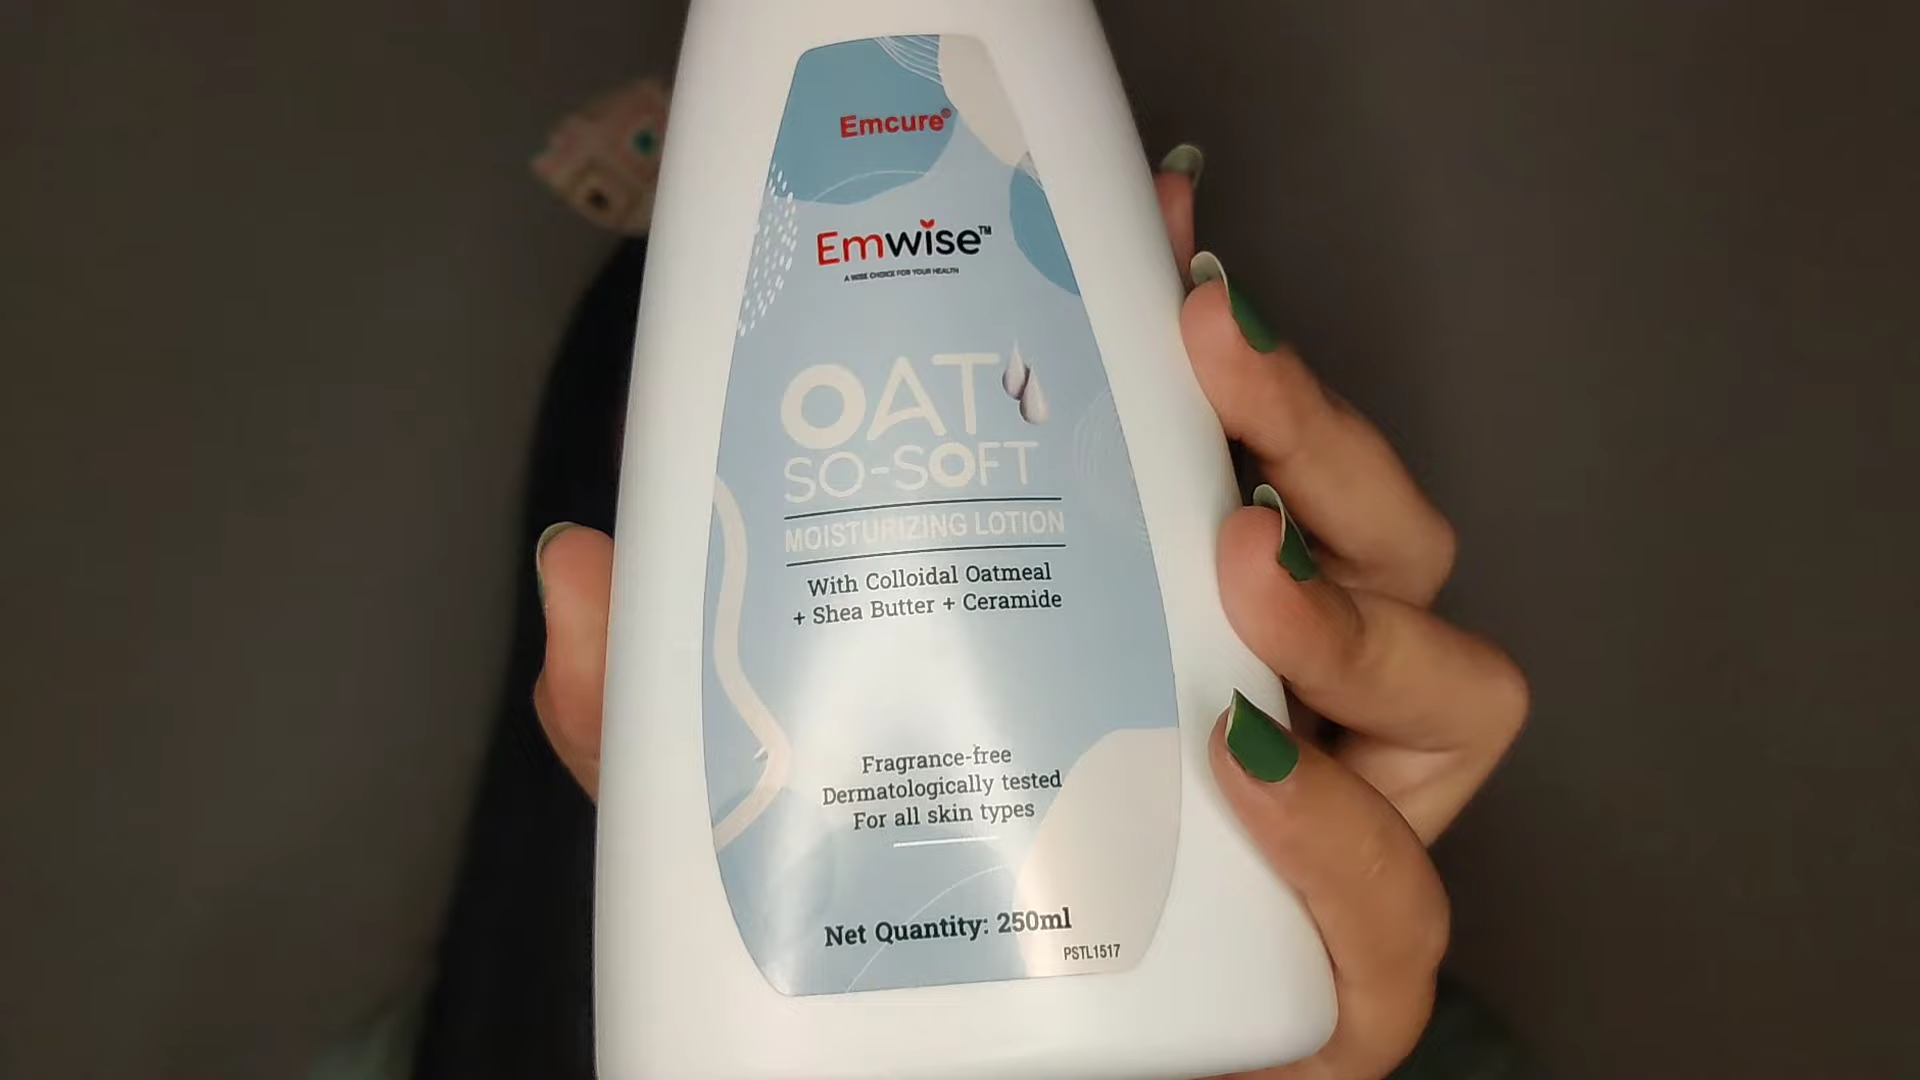 Emcure®
Emwise™
A WISE CHOICE FOR YOUR HEALTH
OAT
SO-SOFT
MOISTURIZING LOTION
With Colloidal Oatmeal
+ Shea Butter + Ceramide
Fragrance-free
Dermatologically tested
For all skin types
Net Quantity: 250ml
PSTL1517